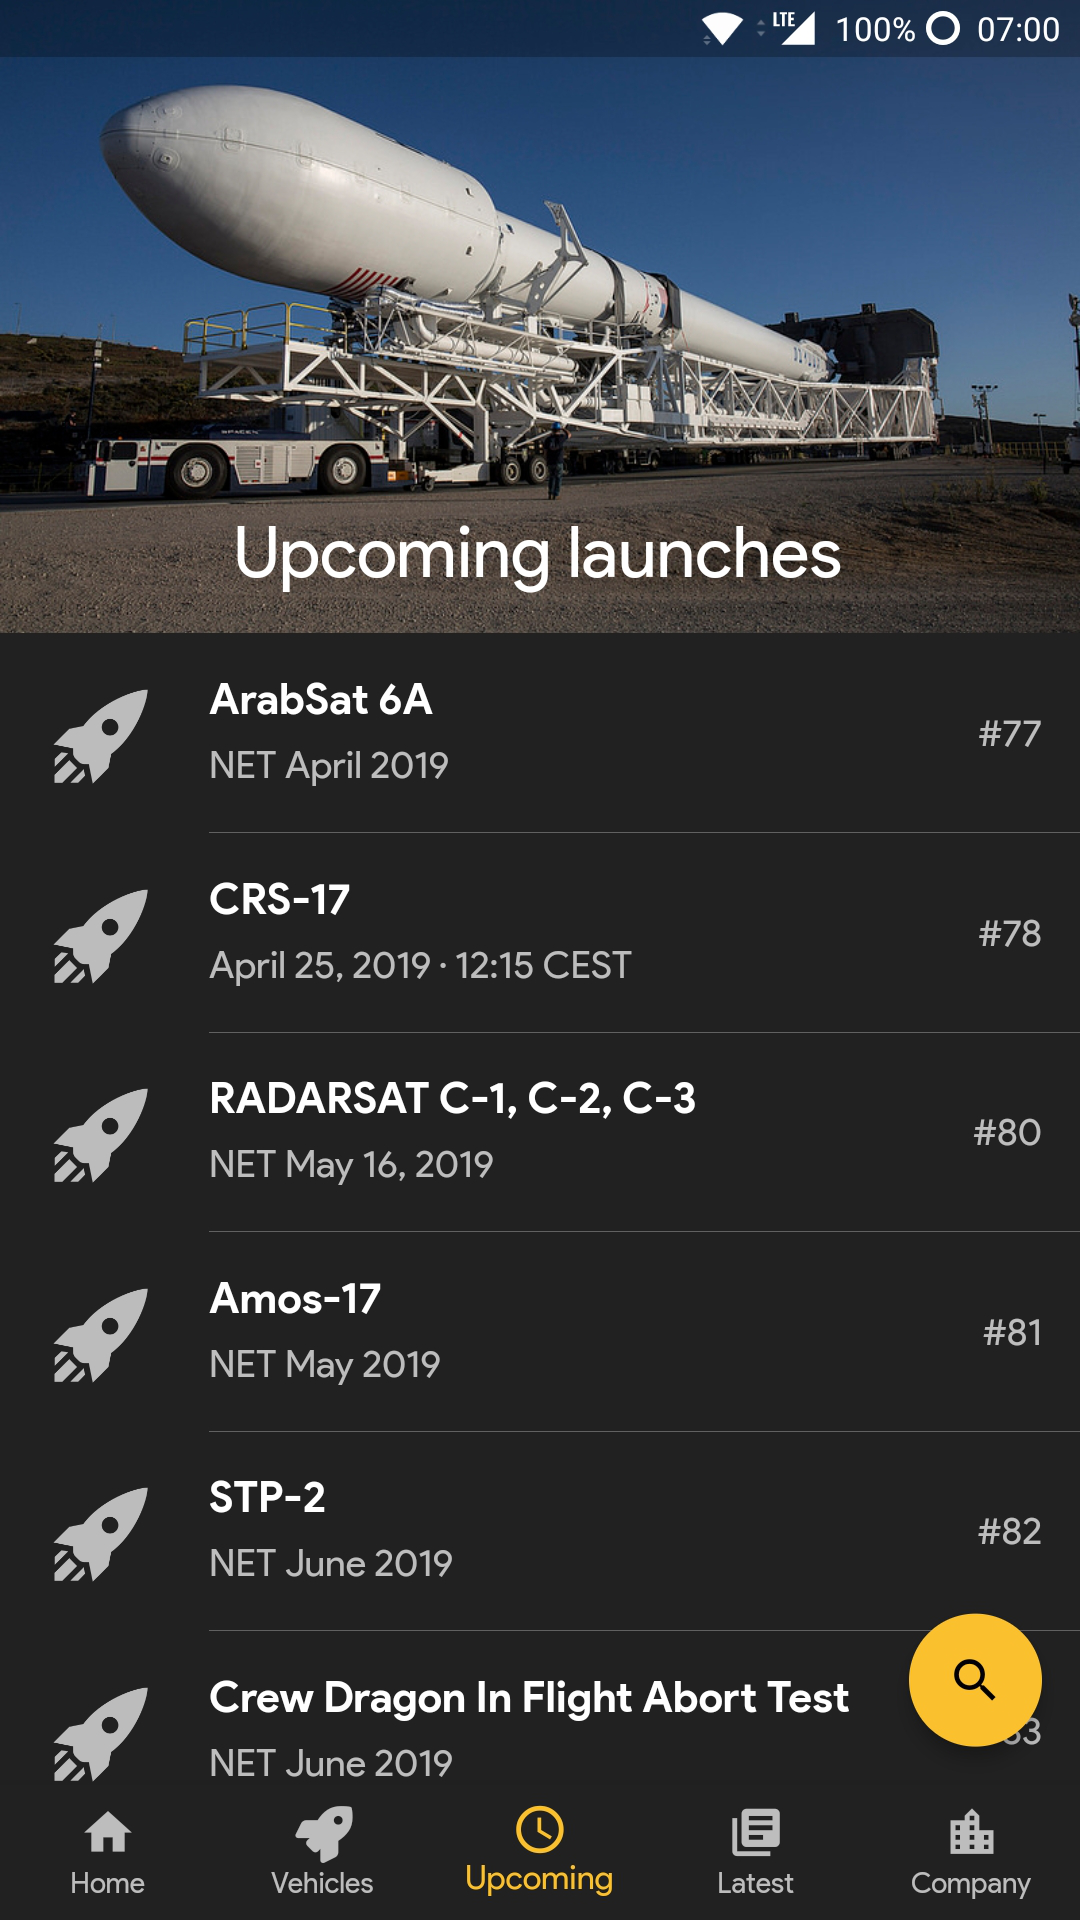 LTE 100% 07:00
SPACEX
Upcoming launches
ArabSat 6A
NET April 2019
#77
CRS-17
April 25, 2019 · 12:15 CEST
#78
RADARSAT C-1, C-2, C-3
NET May 16, 2019
#80
Amos-17
NET May 2019
#81
STP-2
NET June 2019
#82
Crew Dragon In Flight Abort Test
NET June 2019
Home
Vehicles
Upcoming
Latest
Company